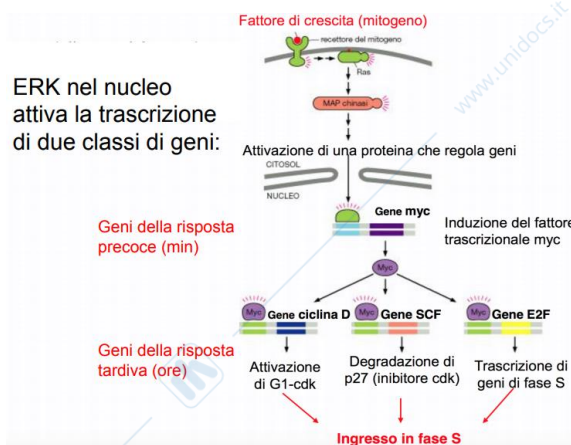 Fattore di crescita (mitogeno)
recettore del mitogeno
Ras
ERK nel nucleo
attiva la trascrizione
di due classi di geni:
MAP chinasi
Attivazione di una proteina che regola geni
CITOSOL
NUCLEO
Gene myc
Geni della risposta
precoce (min)
Induzione del fattore
trascrizionale myc
Myc
Myc Gene ciclina D
Myc Gene SCF
Myc Gene E2F
Geni della risposta
tardiva (ore)
Attivazione
di G1-cdk
Degradazione di
p27 (inibitore cdk)
Trascrizione di
geni di fase S
Ingresso in fase S
www.unidocs.it